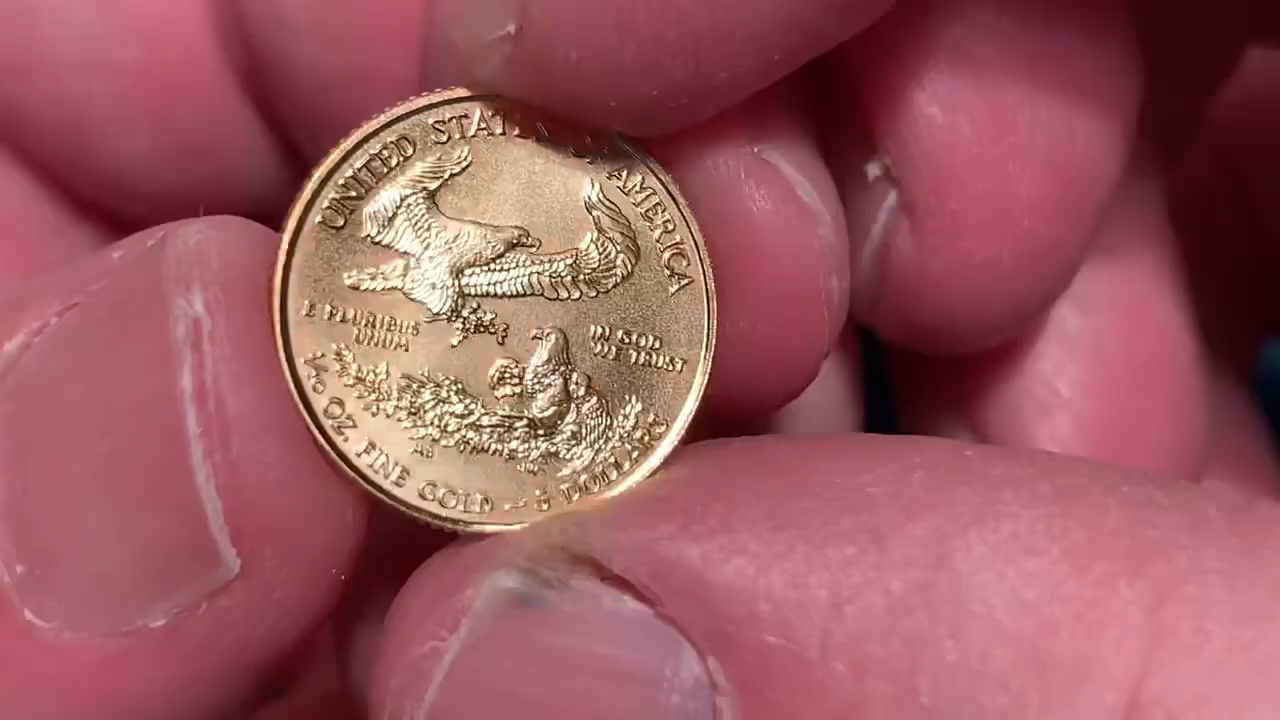 UNITED STATES OF AMERICA
E PLURIBUS
UNUM
IN GOD
WE TRUST
1/10 OZ. FINE GOLD – 5 DOLLARS